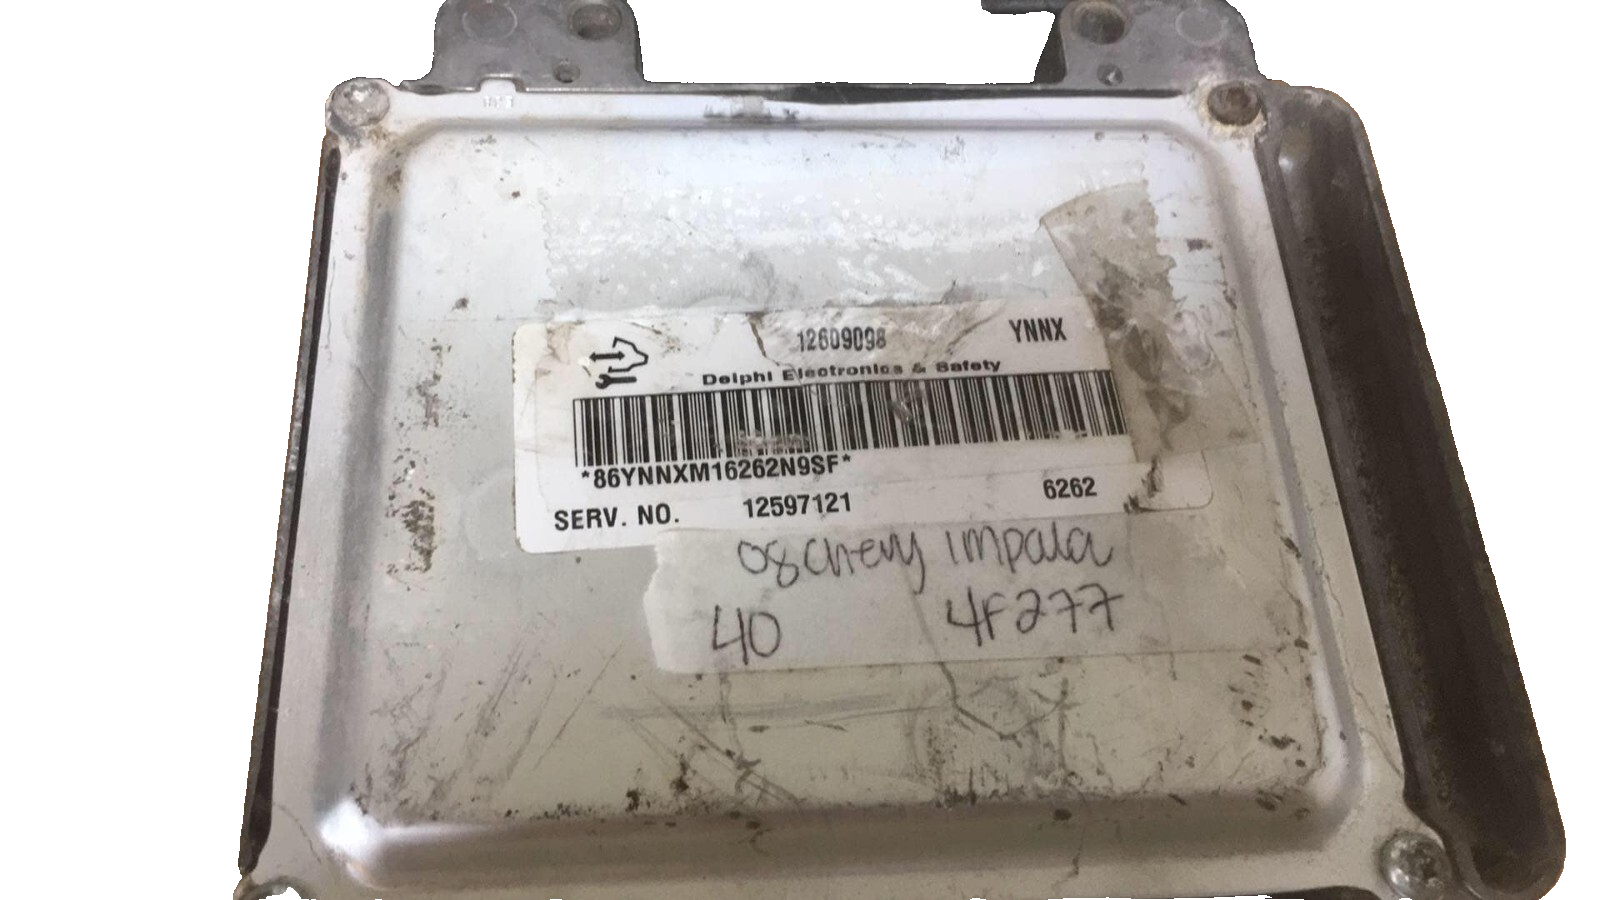 12609098 YNNX
Delphi Electronics & Safety
*86YNNXM16262N9SF*
SERV. NO. 12597121 6262
08 Chevy Impala
40 4F277